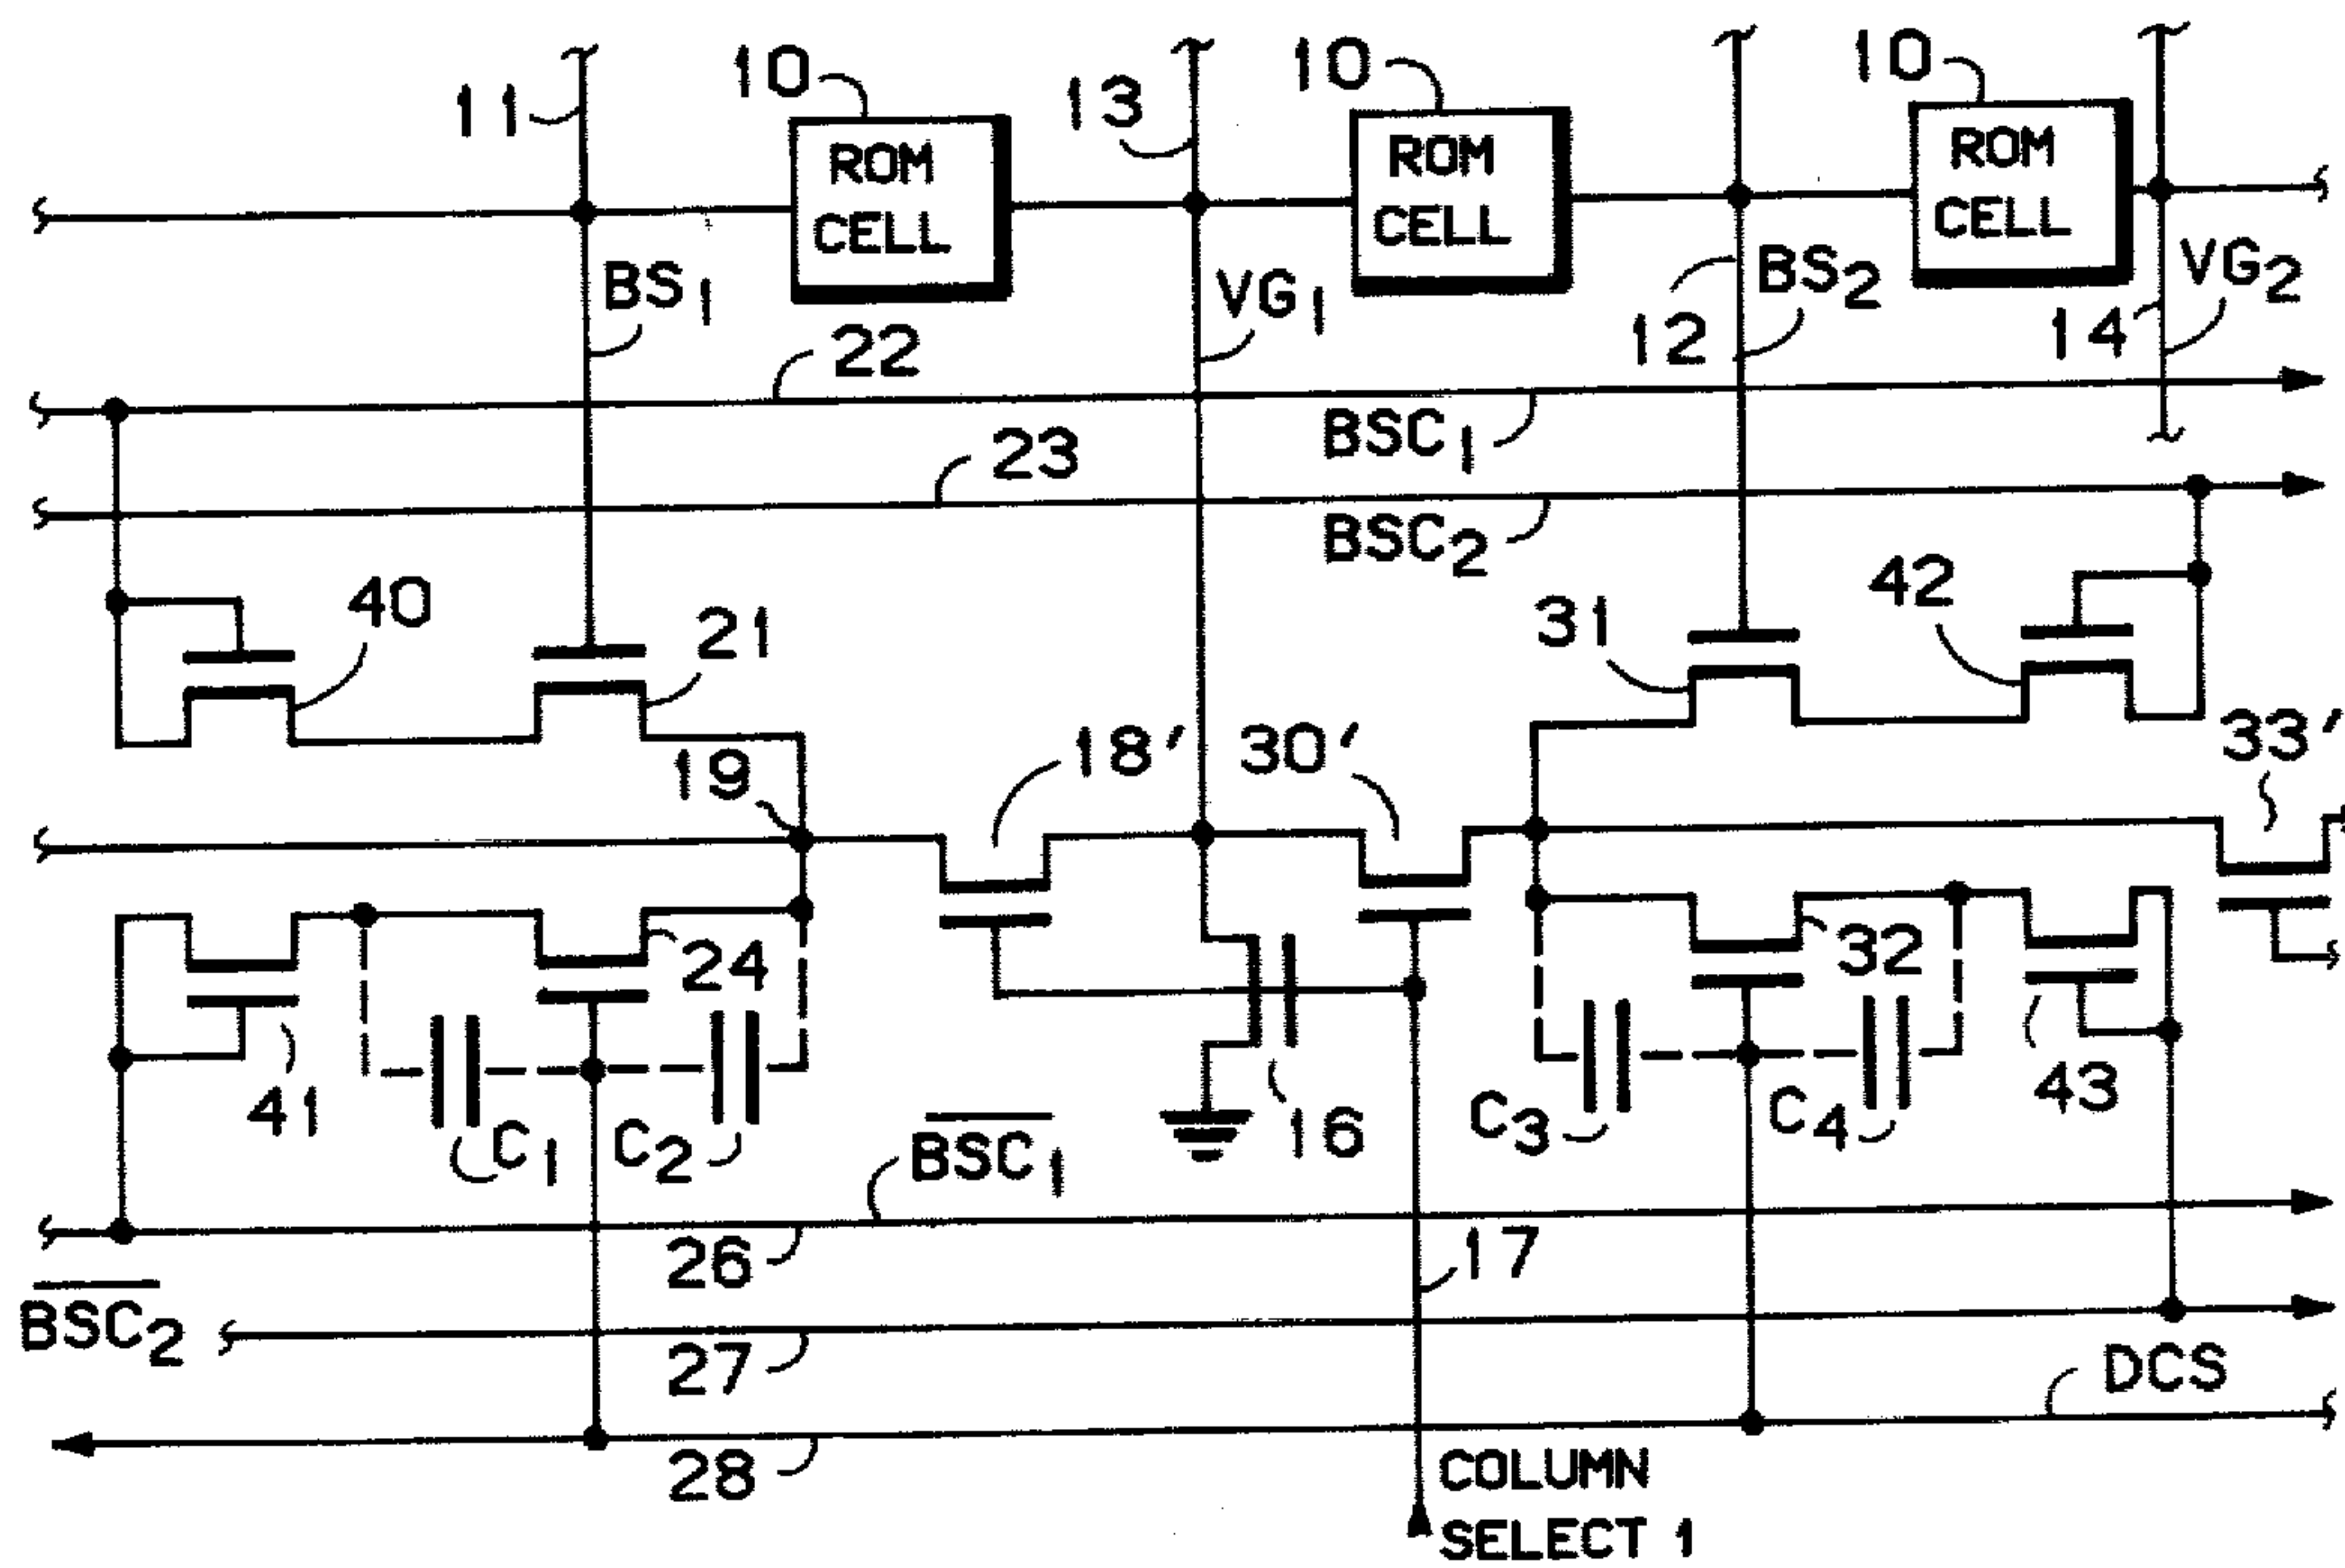 10
10
10
11
13
ROM
CELL
ROM
CELL
ROM
CELL
BS₁
VG₁
12
BS₂
14
VG₂
22
BSC₁
23
BSC₂
40
21
31
42
19
18'
30'
33'
24
32
41
C₁
C₂
16
C₃
C₄
43
B̅S̅C̅₁
26
17
B̅S̅C̅₂
27
DCS
28
COLUMN
SELECT 1